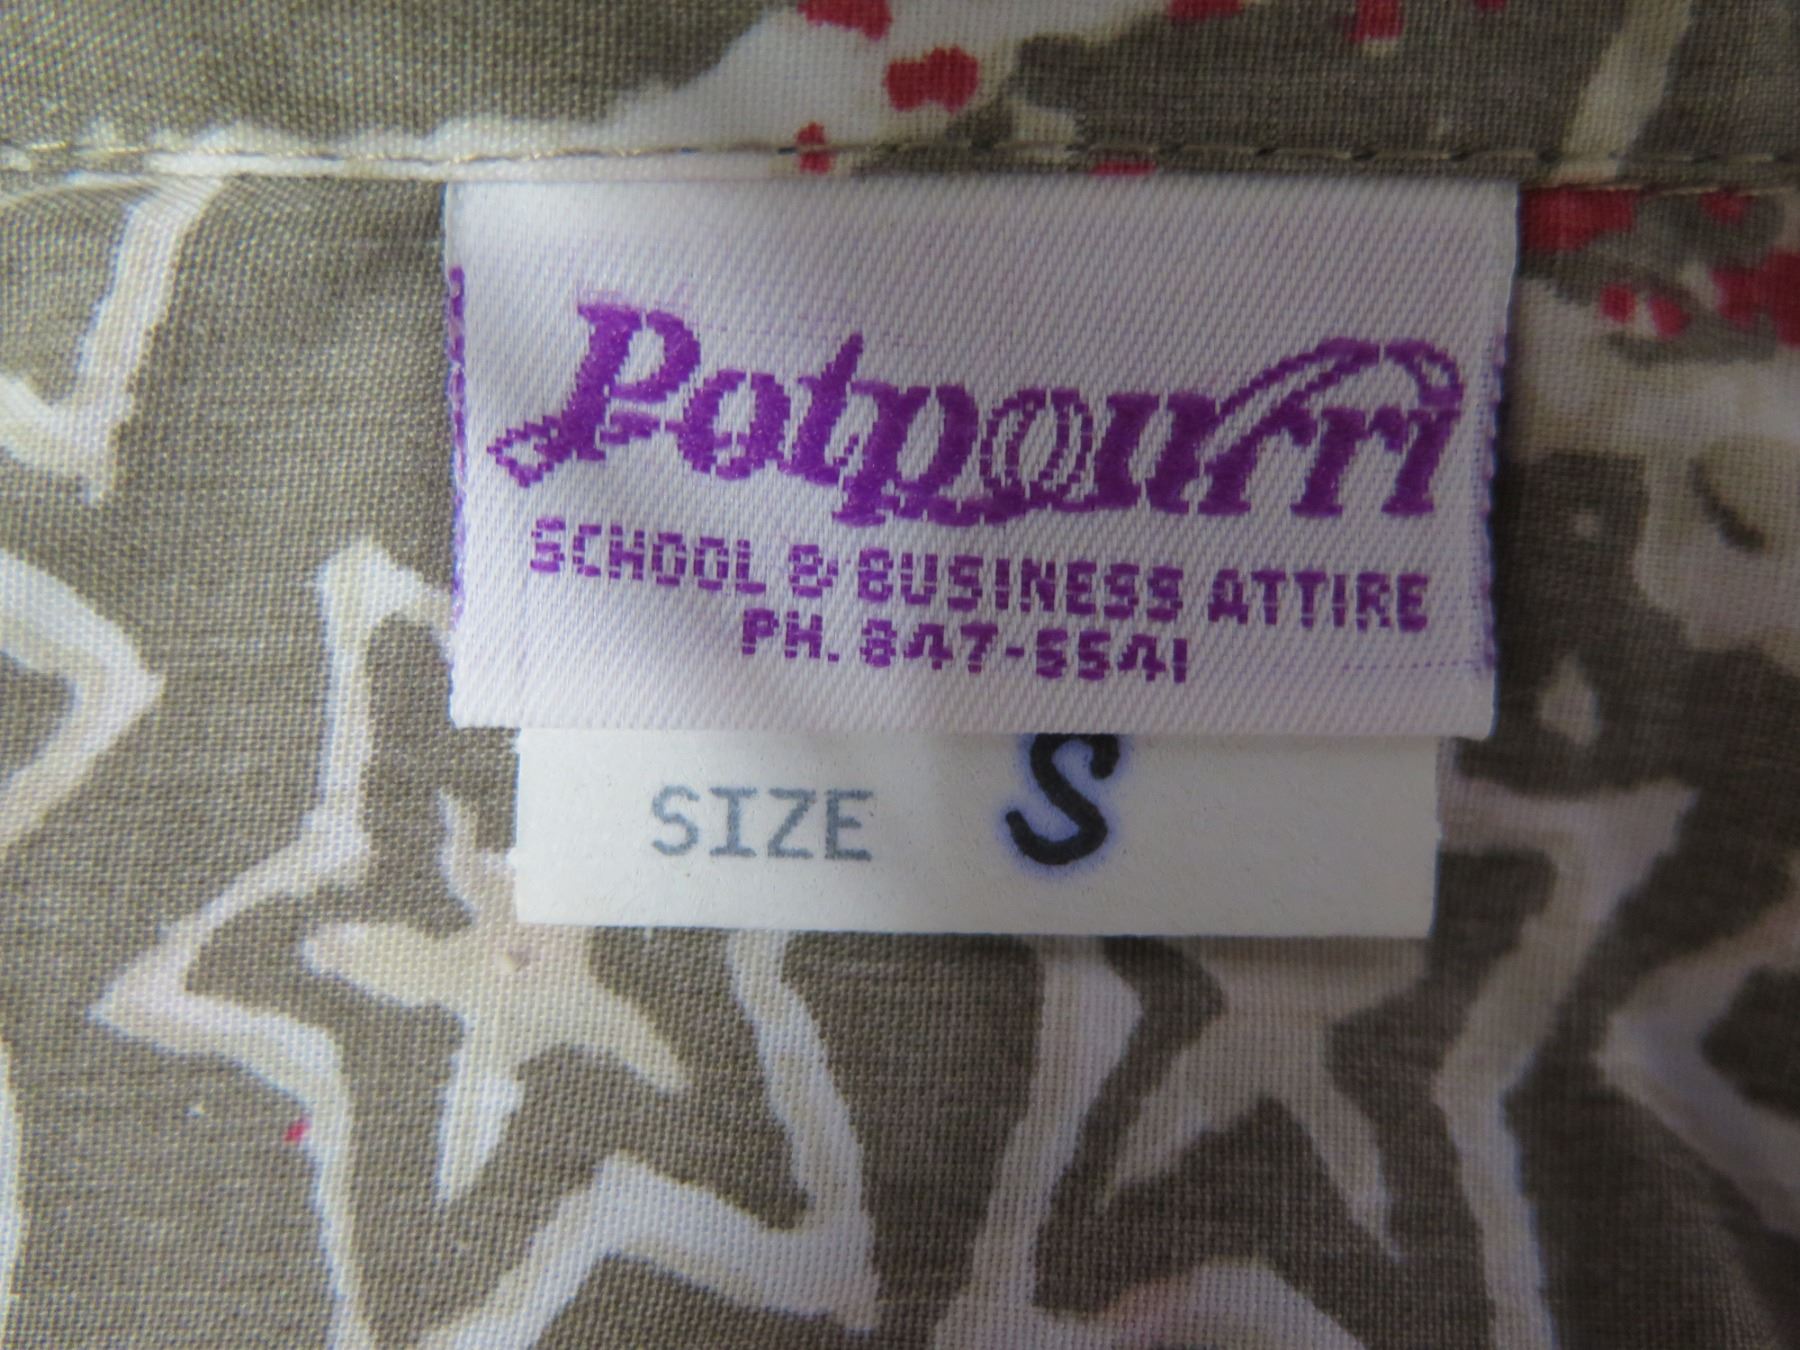 Potpourri
SCHOOL & BUSINESS ATTIRE
PH. 847-5541
SIZE S